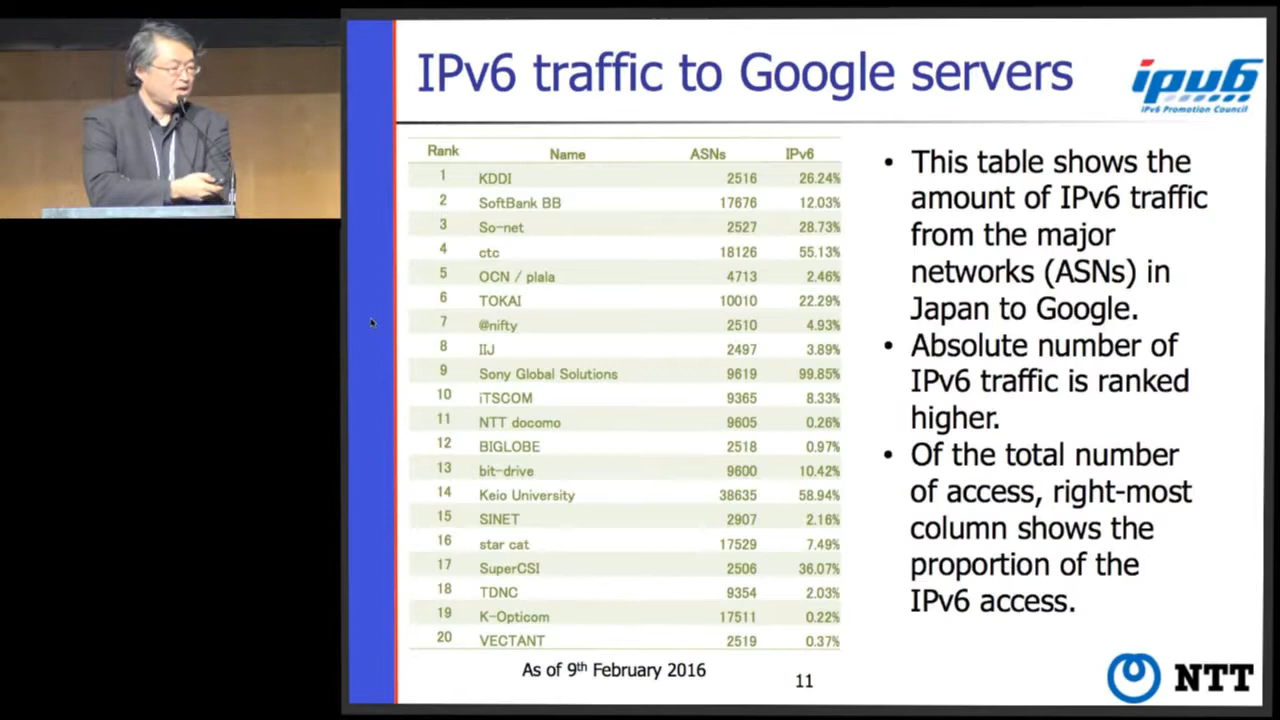 IPv6 traffic to Google servers
ipv6
IPv6 Promotion Council
Rank Name ASNs IPv6
1 KDDI 2516 26.24%
2 SoftBank BB 17676 12.03%
3 So-net 2527 28.73%
4 ctc 18126 55.13%
5 OCN / plala 4713 2.46%
6 TOKAI 10010 22.29%
7 @nifty 2510 4.93%
8 IIJ 2497 3.89%
9 Sony Global Solutions 9619 99.85%
10 iTSCOM 9365 8.33%
11 NTT docomo 9605 0.26%
12 BIGLOBE 2518 0.97%
13 bit-drive 9600 10.42%
14 Keio University 38635 58.94%
15 SINET 2907 2.16%
16 star cat 17529 7.49%
17 SuperCSI 2506 36.07%
18 TDNC 9354 2.03%
19 K-Opticom 17511 0.22%
20 VECTANT 2519 0.37%
As of 9th February 2016
• This table shows the
amount of IPv6 traffic
from the major
networks (ASNs) in
Japan to Google.
• Absolute number of
IPv6 traffic is ranked
higher.
• Of the total number
of access, right-most
column shows the
proportion of the
IPv6 access.
11
NTT